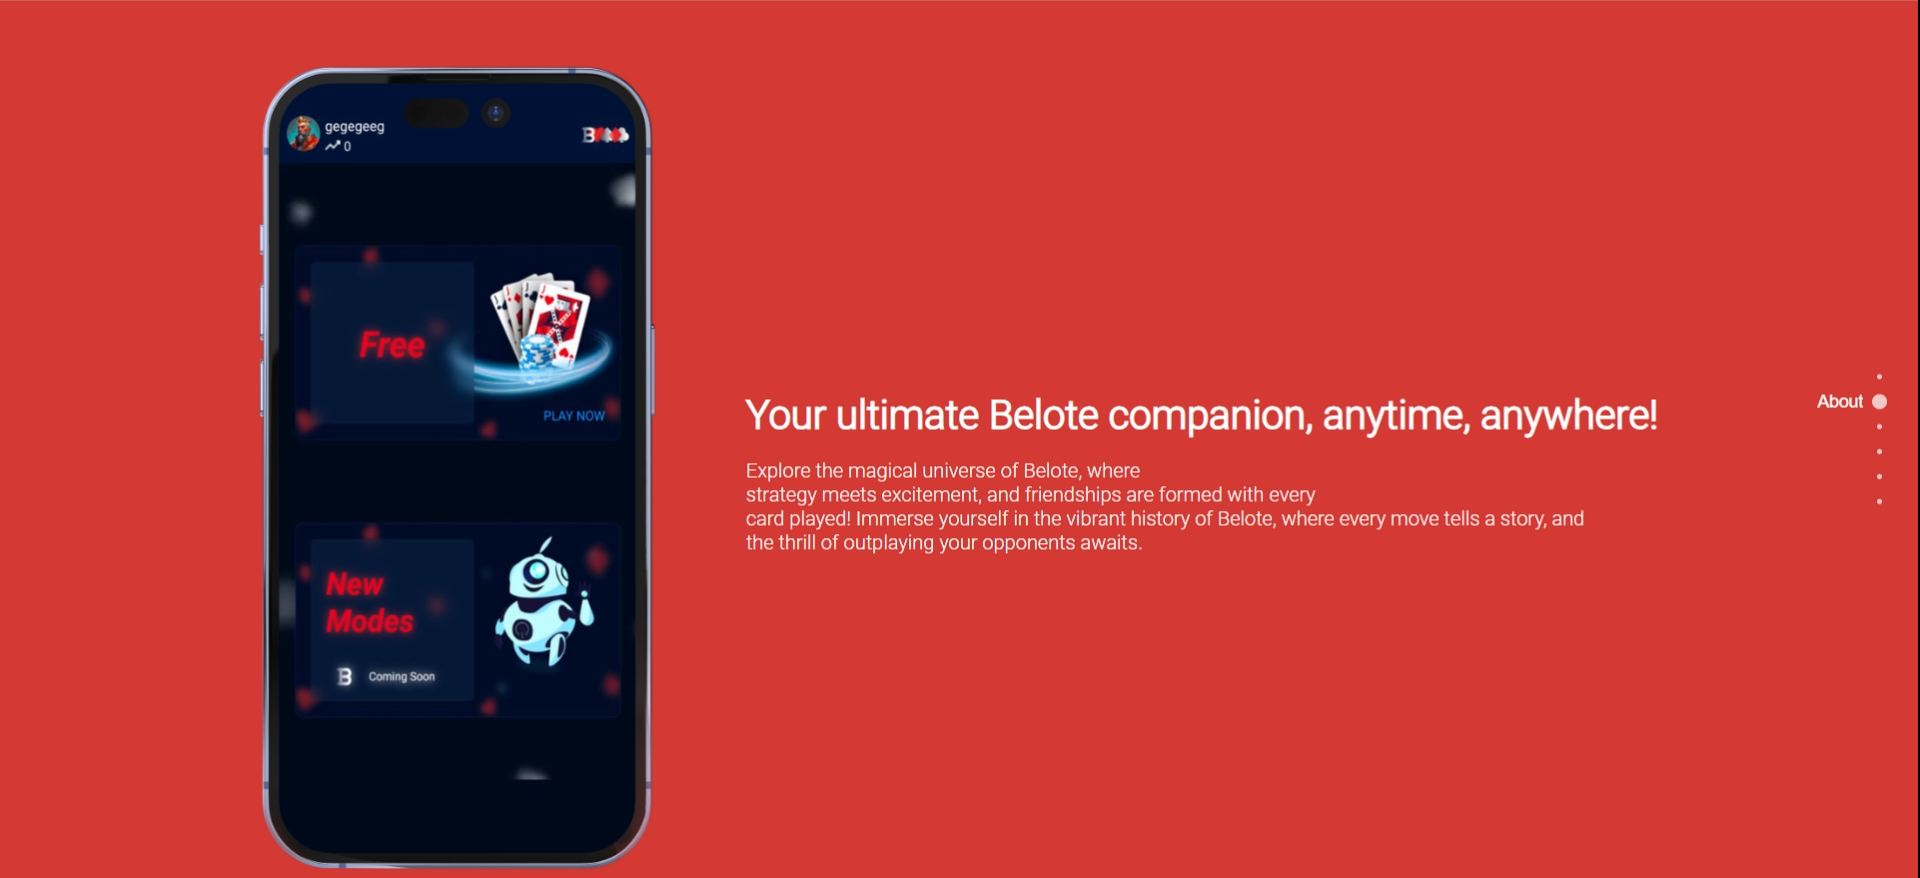 gegegeeg
0
Free
PLAY NOW
New
Modes
B Coming Soon
Your ultimate Belote companion, anytime, anywhere!
Explore the magical universe of Belote, where
strategy meets excitement, and friendships are formed with every
card played! Immerse yourself in the vibrant history of Belote, where every move tells a story, and
the thrill of outplaying your opponents awaits.
About